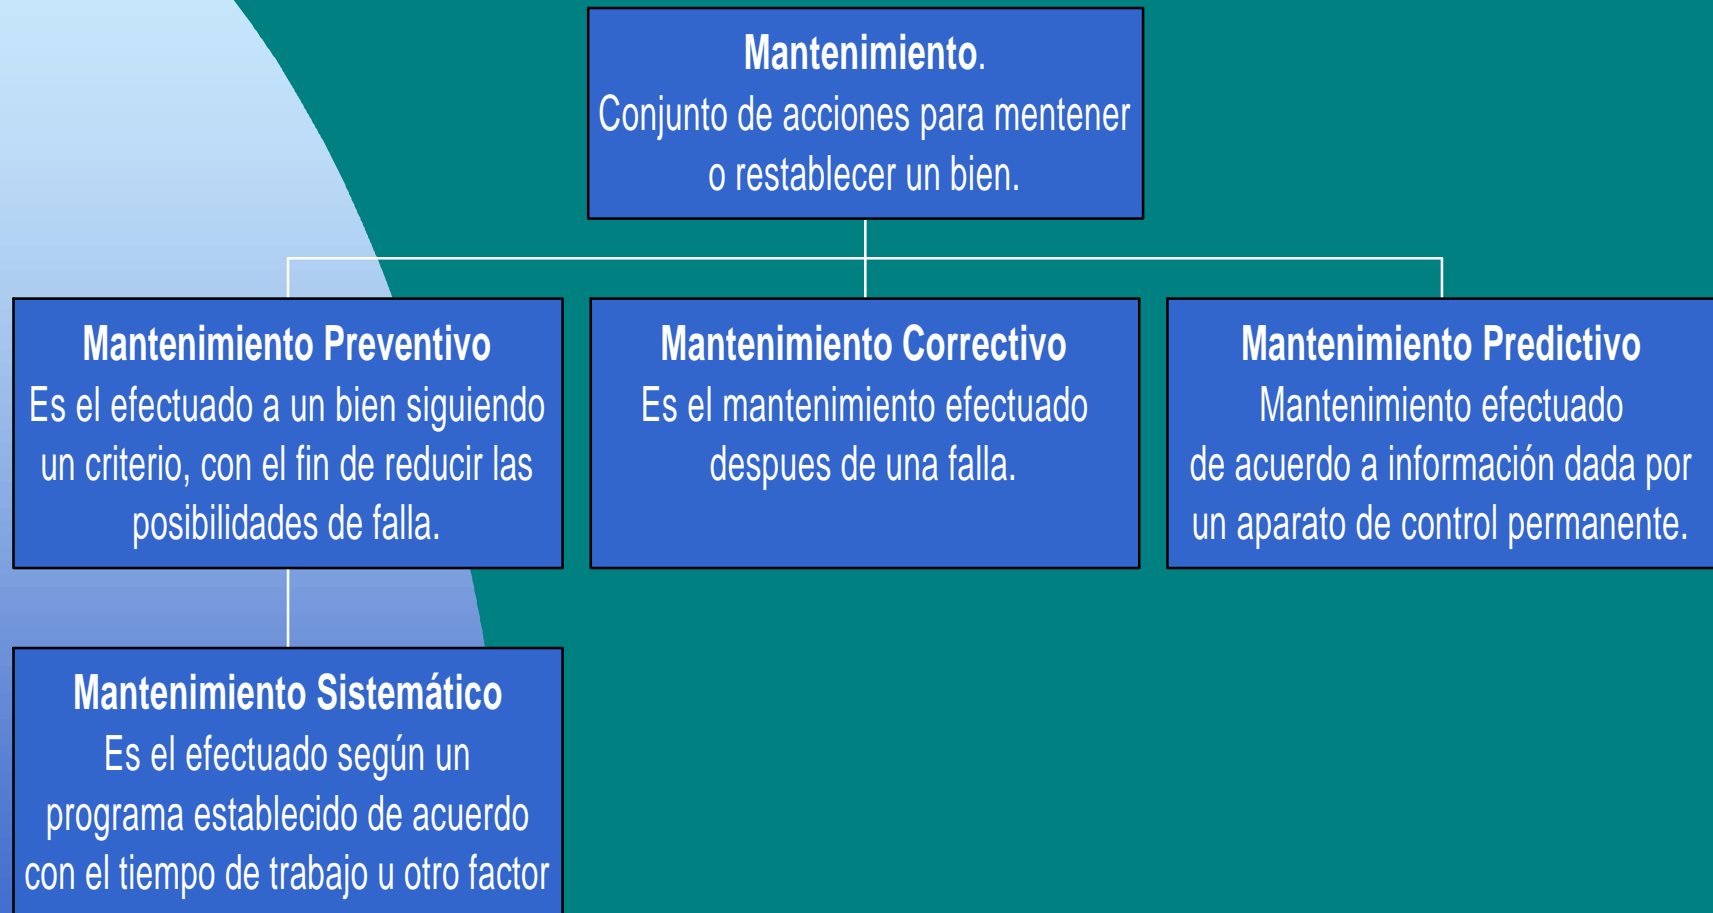 Mantenimiento.
Conjunto de acciones para mentener
o restablecer un bien.
Mantenimiento Preventivo
Es el efectuado a un bien siguiendo
un criterio, con el fin de reducir las
posibilidades de falla.
Mantenimiento Correctivo
Es el mantenimiento efectuado
despues de una falla.
Mantenimiento Predictivo
Mantenimiento efectuado
de acuerdo a información dada por
un aparato de control permanente.
Mantenimiento Sistemático
Es el efectuado según un
programa establecido de acuerdo
con el tiempo de trabajo u otro factor